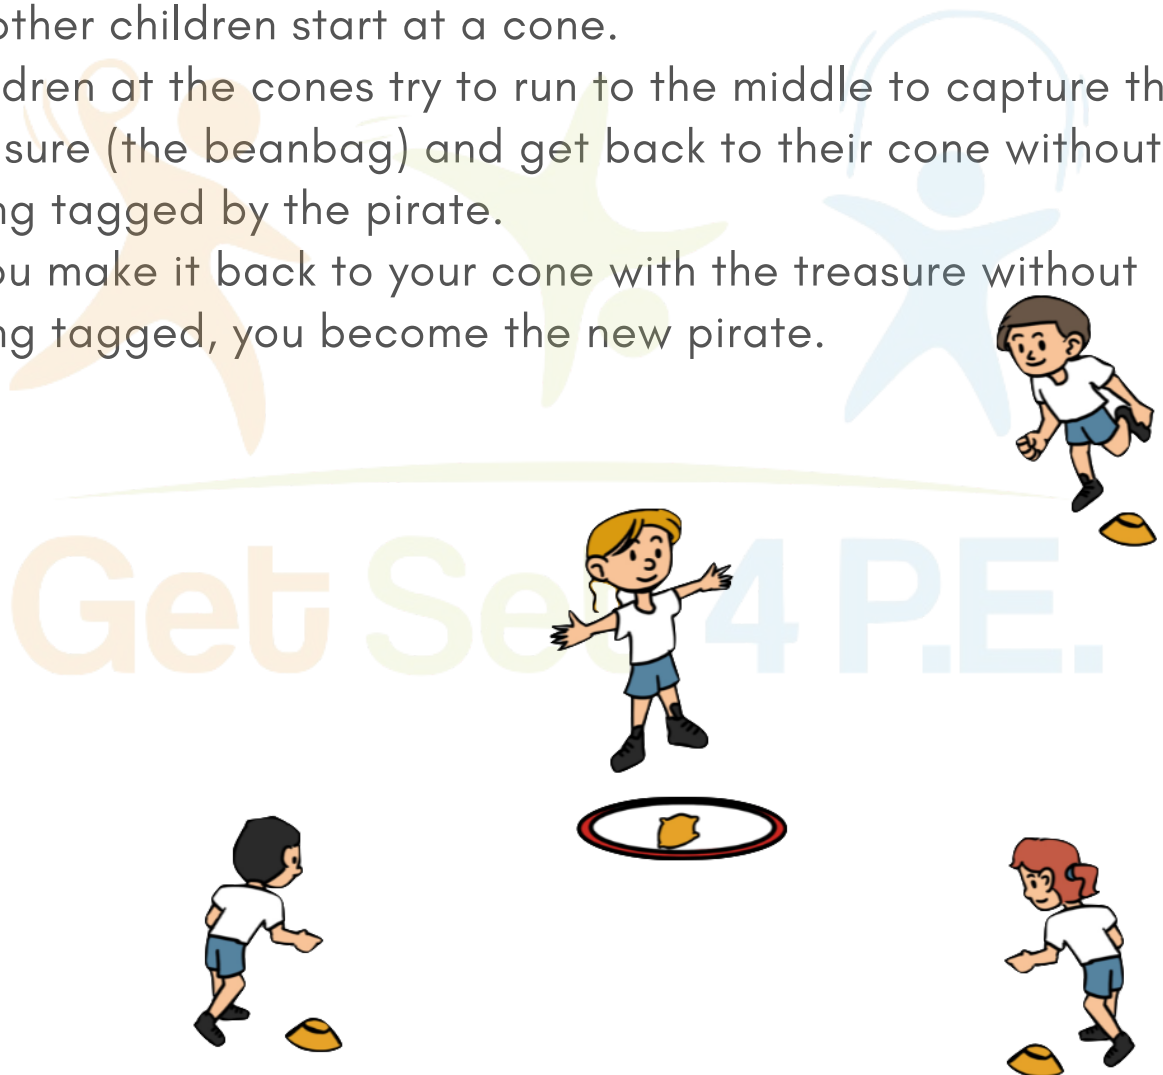 other children start at a cone.
dren at the cones try to run to the middle to capture th
sure (the beanbag) and get back to their cone without
ng tagged by the pirate.
ou make it back to your cone with the treasure without
ng tagged, you become the new pirate.
Get Set 4 P.E.